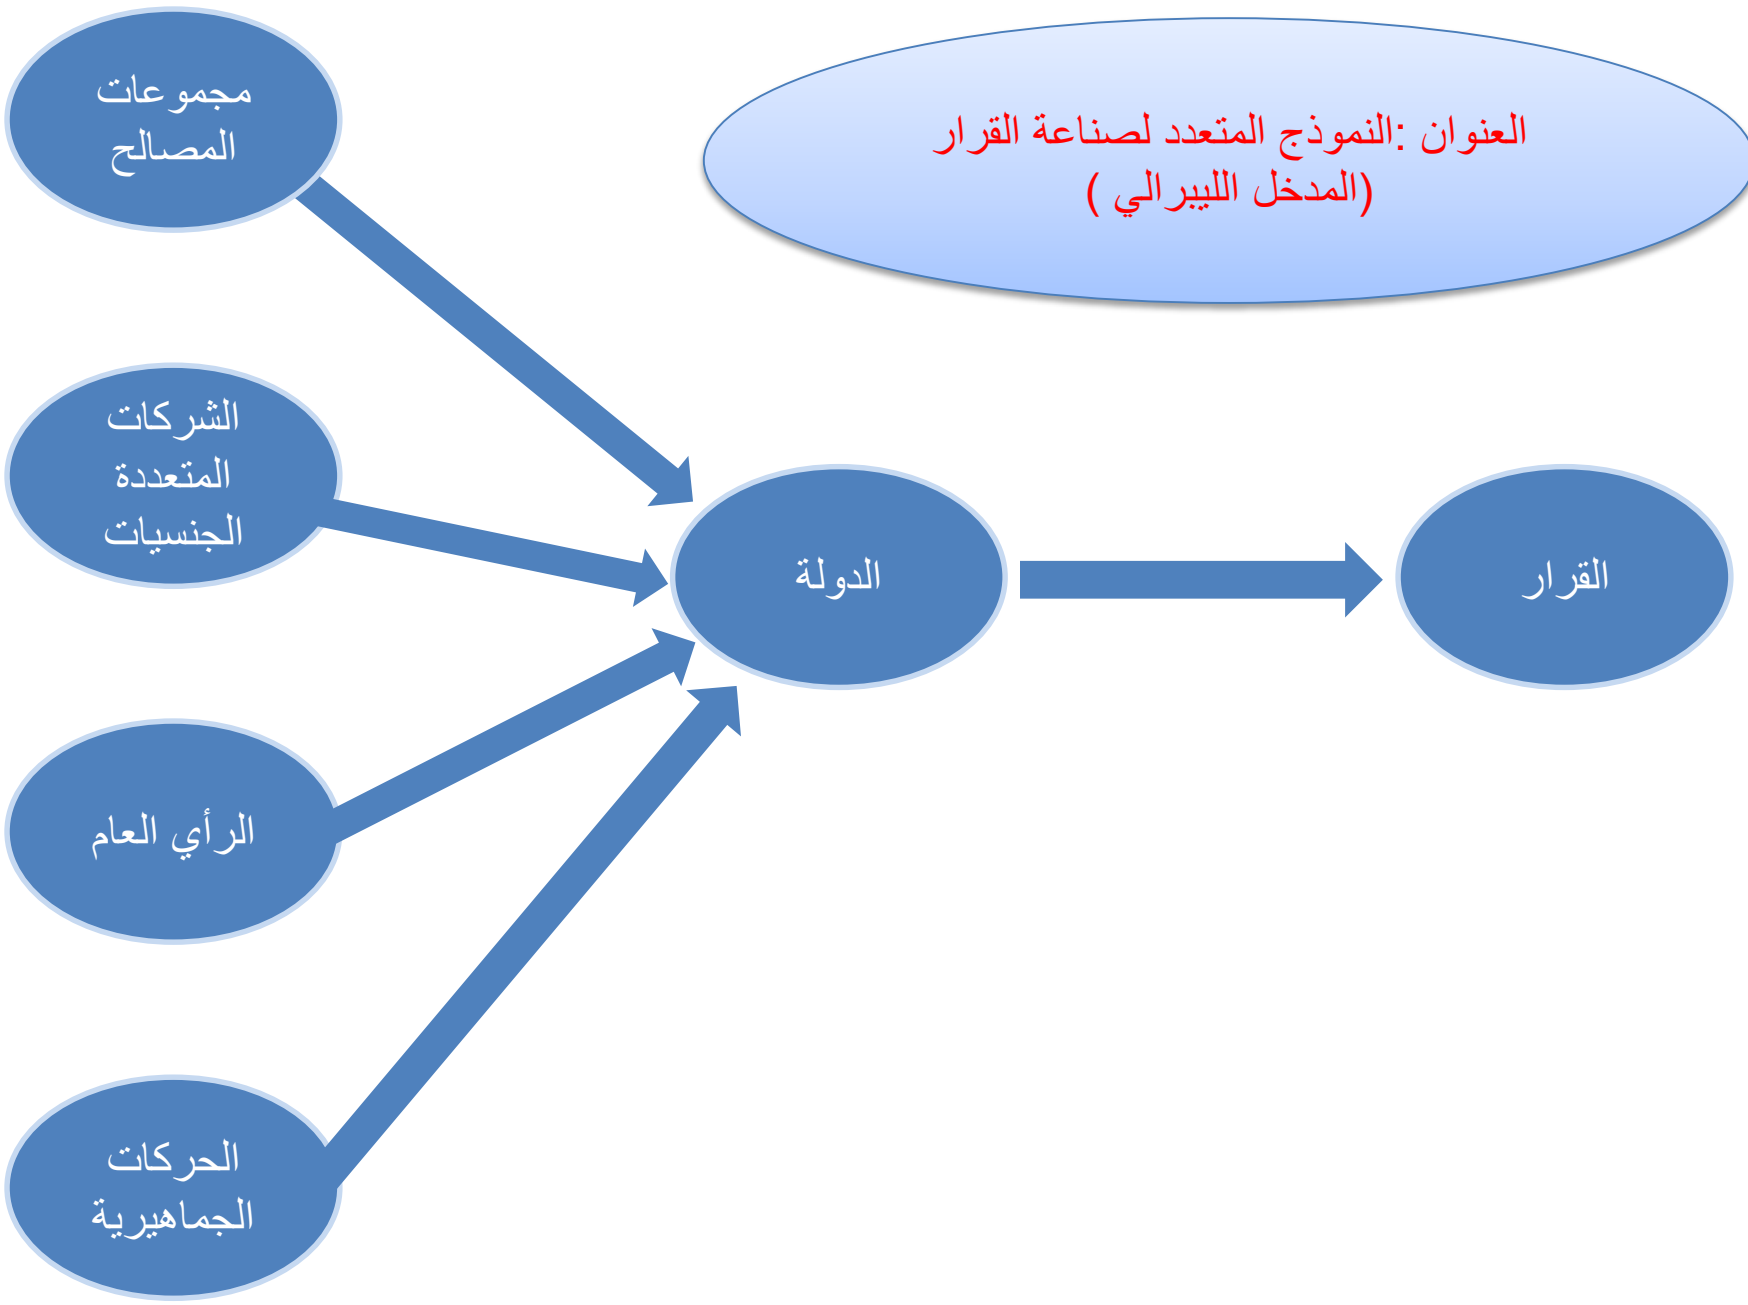 العنوان :النموذج المتعدد لصناعة القرار
(المدخل الليبرالي )
مجموعات
المصالح
الشركات
المتعددة
الجنسيات
الرأي العام
الحركات
الجماهيرية
الدولة
القرار